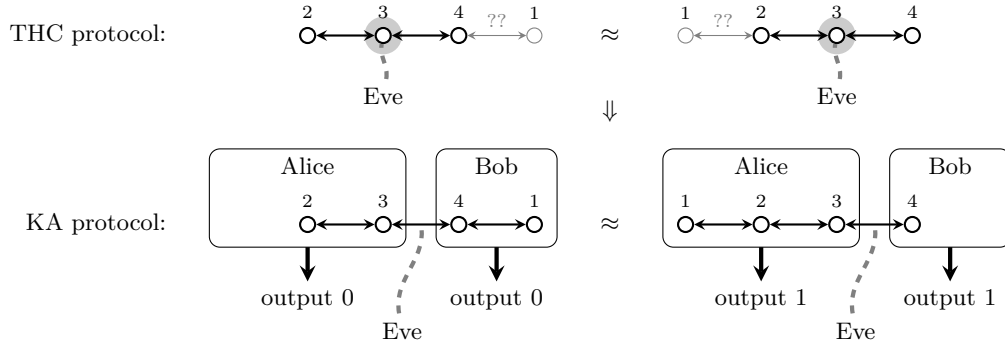 2 3 4 ?? 1 1 ?? 2 3 4
THC protocol: ≈
Eve Eve
⇓
Alice Bob Alice Bob
2 3 4 1 1 2 3 4
KA protocol: ≈
output 0 output 0 output 1 output 1
Eve Eve